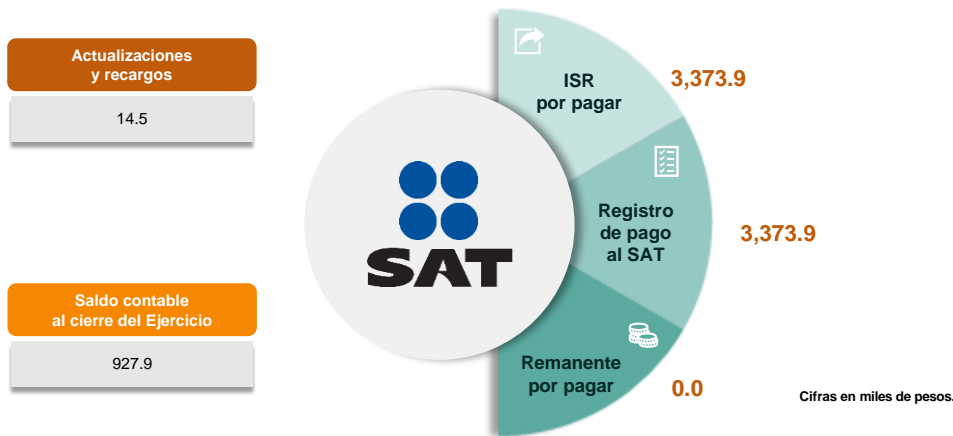 Actualizaciones
y recargos
14.5
Saldo contable
al cierre del Ejercicio
927.9
SAT
ISR
por pagar
3,373.9
Registro
de pago
al SAT
3,373.9
Remanente
por pagar
0.0
Cifras en miles de pesos.